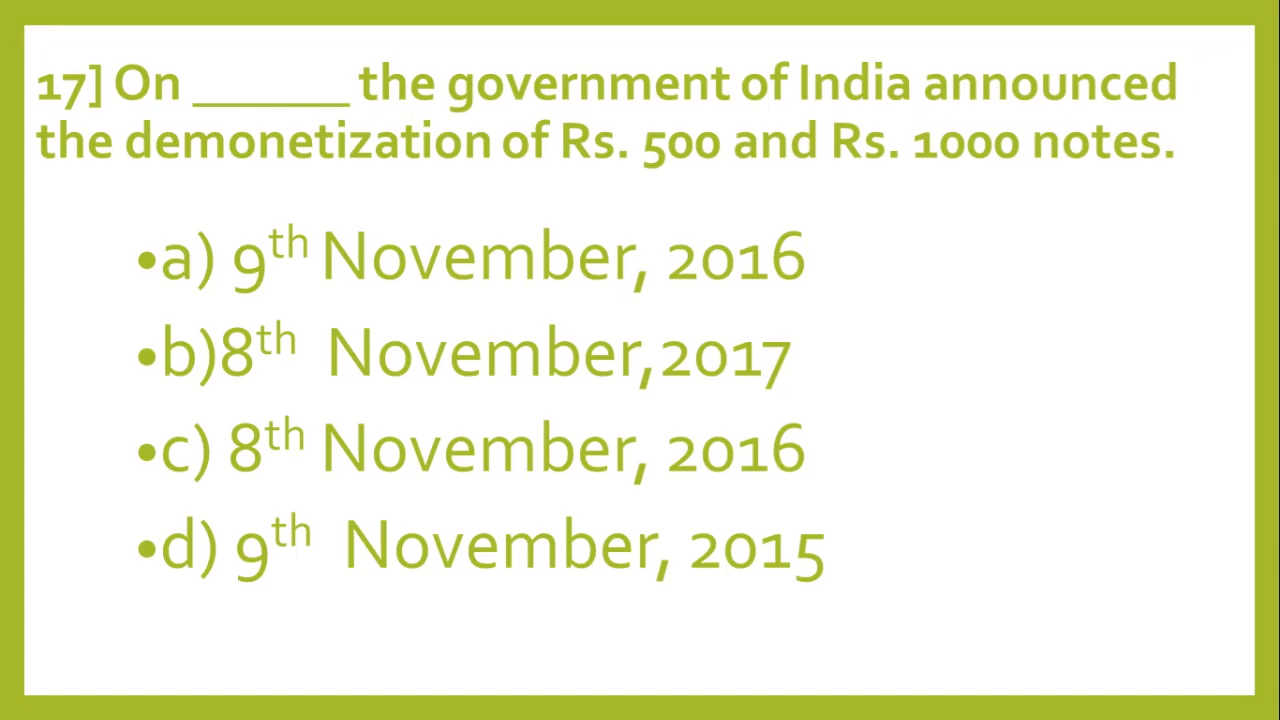 17] On ______ the government of India announced
the demonetization of Rs. 500 and Rs. 1000 notes.
•a) 9th November, 2016
•b)8th November,2017
•c) 8th November, 2016
•d) 9th November, 2015